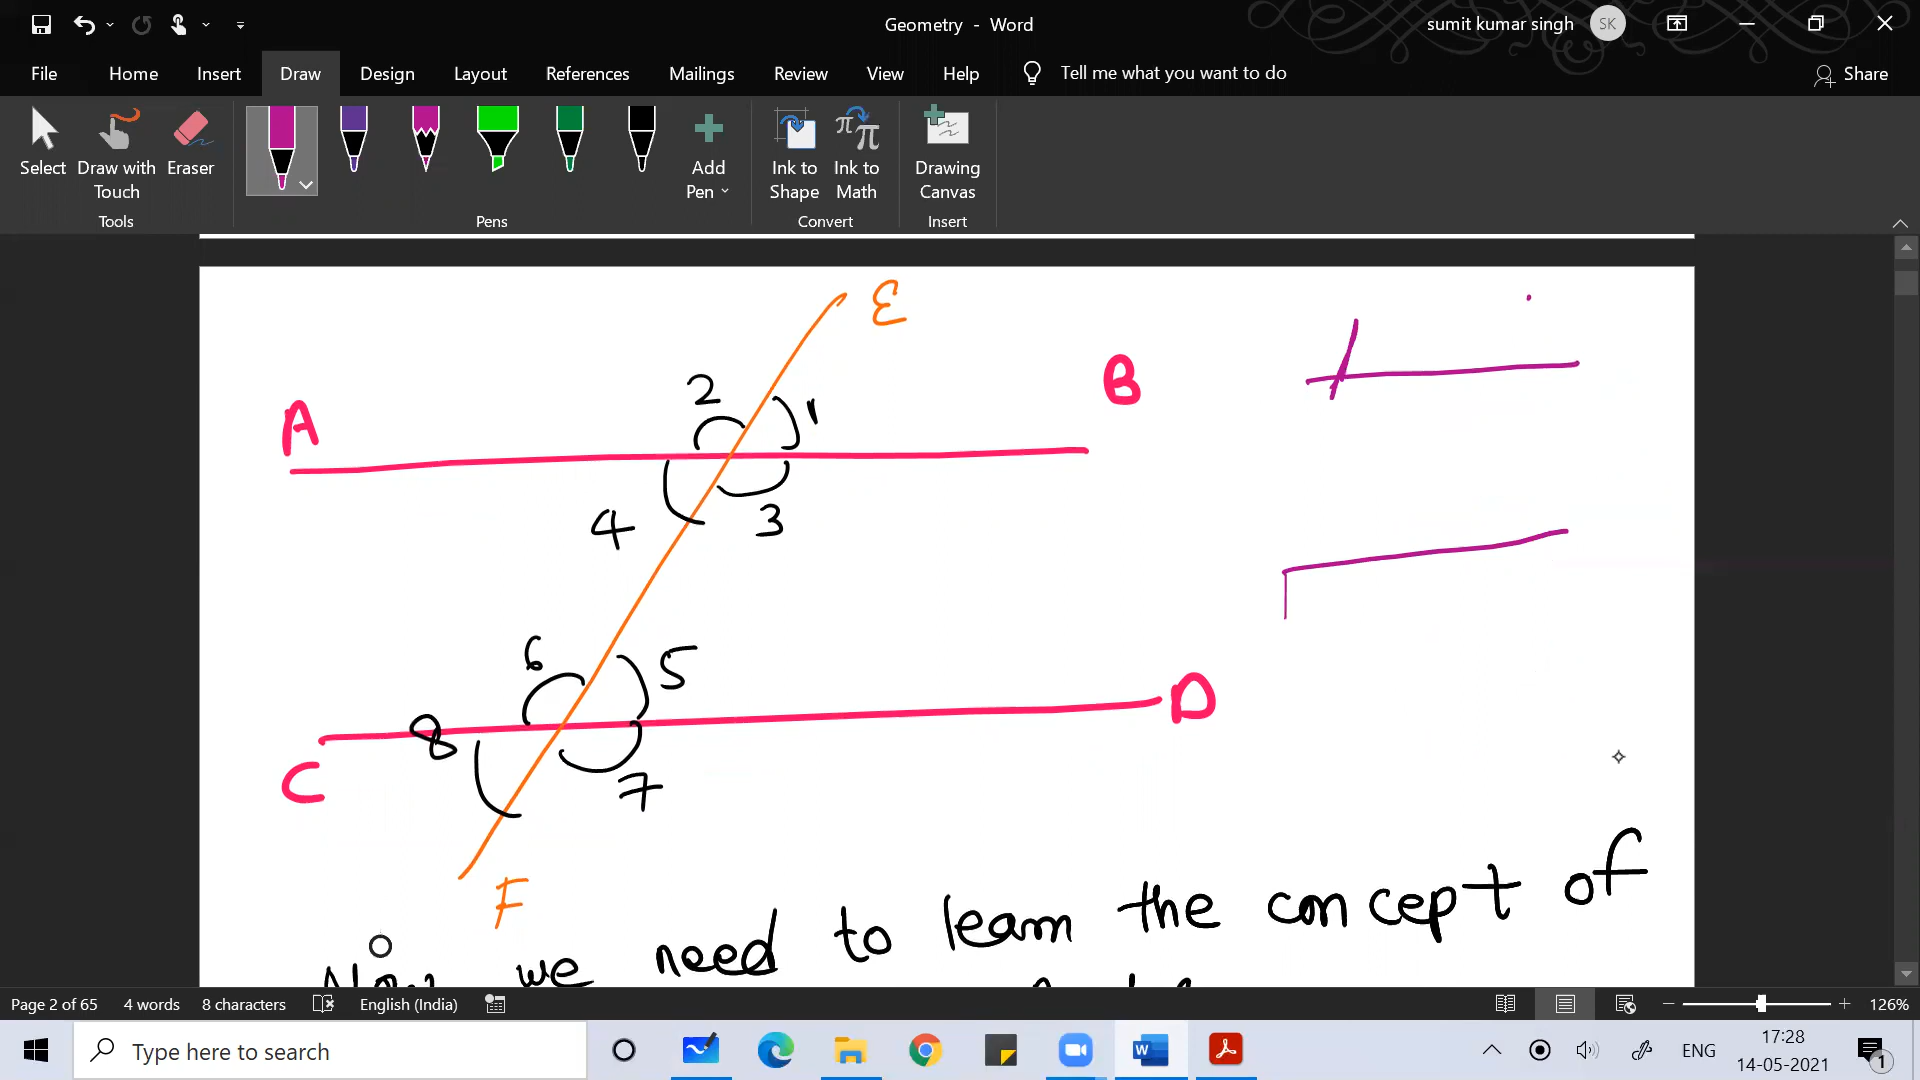 Geometry - Word
sumit kumar singh
SK
File Home Insert Draw Design Layout References Mailings Review View Help Tell me what you want to do
Share
Select
Draw with Touch
Eraser
Add Pen
Ink to Shape
Ink to Math
Drawing Canvas
Tools
Pens
Convert
Insert
E
B
A
2
1
4
3
6
5
D
8
C
7
F
Now we need to learn the concept of
Page 2 of 65 4 words 8 characters English (India)
126%
Type here to search
ENG
17:28
14-05-2021
1